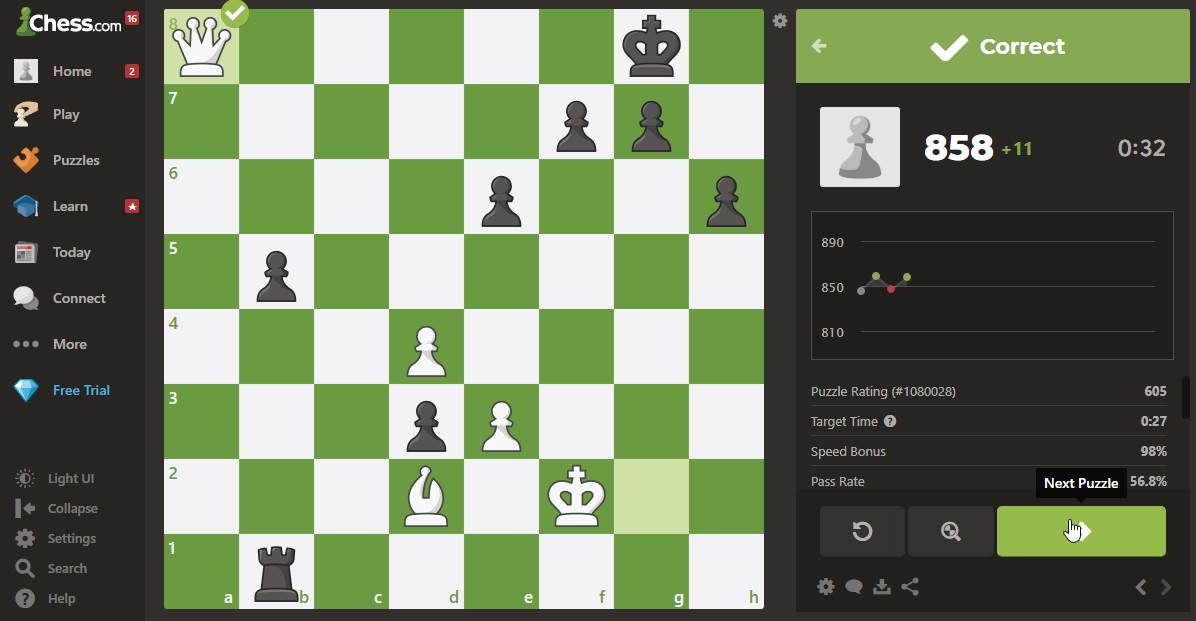 Chess.com 16
Home 2
Play
Puzzles
Learn
Today
Connect
More
Free Trial
Light UI
Collapse
Settings
Search
Help
8
7
6
5
4
3
2
1
a b c d e f g h
Correct
858 +11 0:32
890
850
810
Puzzle Rating (#1080028) 605
Target Time ? 0:27
Speed Bonus 98%
Pass Rate 56.8%
Next Puzzle